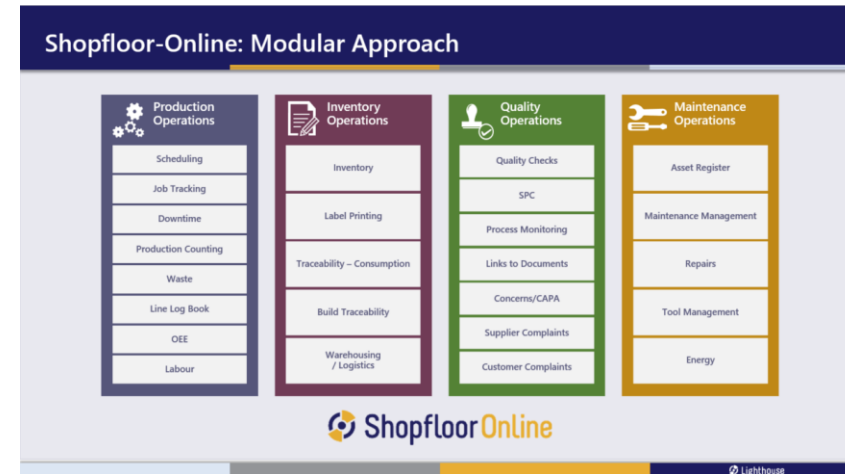 Shopfloor-Online: Modular Approach
Production
Operations
Scheduling
Job Tracking
Downtime
Production Counting
Waste
Line Log Book
OEE
Labour
Inventory
Operations
Inventory
Label Printing
Traceability – Consumption
Build Traceability
Warehousing
/ Logistics
Quality
Operations
Quality Checks
SPC
Process Monitoring
Links to Documents
Concerns/CAPA
Supplier Complaints
Customer Complaints
Maintenance
Operations
Asset Register
Maintenance Management
Repairs
Tool Management
Energy
ShopfloorOnline
Lighthouse